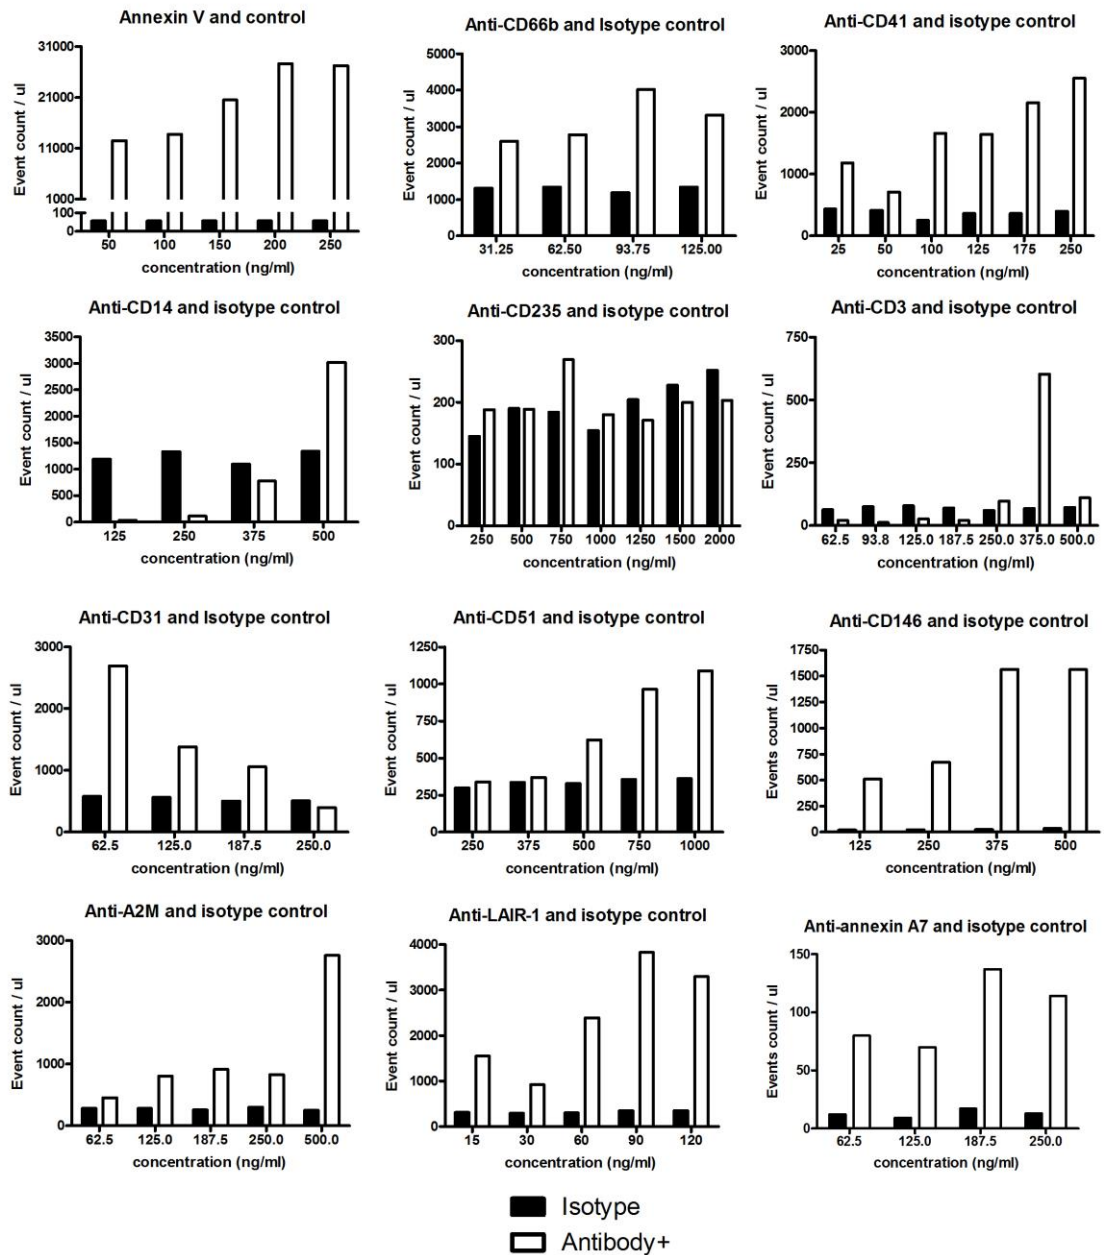 Annexin V and control
31000
21000
11000
1000
100
0
Event count / ul
50 100 150 200 250
concentration (ng/ml)
Anti-CD66b and Isotype control
5000
4000
3000
2000
1000
0
Event count / ul
31.25 62.50 93.75 125.00
concentration (ng/ml)
Anti-CD41 and isotype control
3000
2000
1000
0
Event count / ul
25 50 100 125 175 250
concentration (ng/ml)
Anti-CD14 and isotype control
3500
3000
2500
2000
1500
1000
500
0
Event count / ul
125 250 375 500
concentration (ng/ml)
Anti-CD235 and isotype control
300
200
100
0
Event count / ul
250 500 750 1000 1250 1500 2000
concentration (ng/ml)
Anti-CD3 and isotype control
750
500
250
0
Event count / ul
62.5 93.8 125.0 187.5 250.0 375.0 500.0
concentration (ng/ml)
Anti-CD31 and Isotype control
3000
2000
1000
0
Event count / ul
62.5 125.0 187.5 250.0
concentration (ng/ml)
Anti-CD51 and isotype control
1250
1000
750
500
250
0
Event count / ul
250 375 500 750 1000
concentration (ng/ml)
Anti-CD146 and isotype control
1750
1500
1250
1000
750
500
250
0
Events count /ul
125 250 375 500
concentration (ng/ml)
Anti-A2M and isotype control
3000
2000
1000
0
Event count / ul
62.5 125.0 187.5 250.0 500.0
concentration (ng/ml)
Anti-LAIR-1 and isotype control
4000
3000
2000
1000
0
Event count / ul
15 30 60 90 120
concentration (ng/ml)
Anti-annexin A7 and isotype control
150
100
50
0
Events count / ul
62.5 125.0 187.5 250.0
concentration (ng/ml)
Isotype
Antibody+